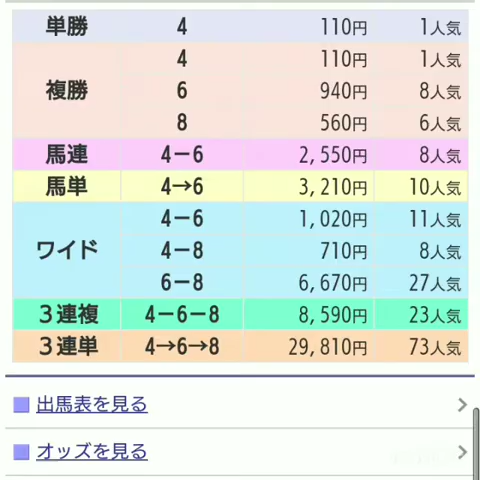 単勝 4 110円 1人気
4 110円 1人気
複勝 6 940円 8人気
8 560円 6人気
馬連 4－6 2,550円 8人気
馬単 4→6 3,210円 10人気
4－6 1,020円 11人気
ワイド 4－8 710円 8人気
6－8 6,670円 27人気
３連複 4－6－8 8,590円 23人気
３連単 4→6→8 29,810円 73人気
出馬表を見る
オッズを見る